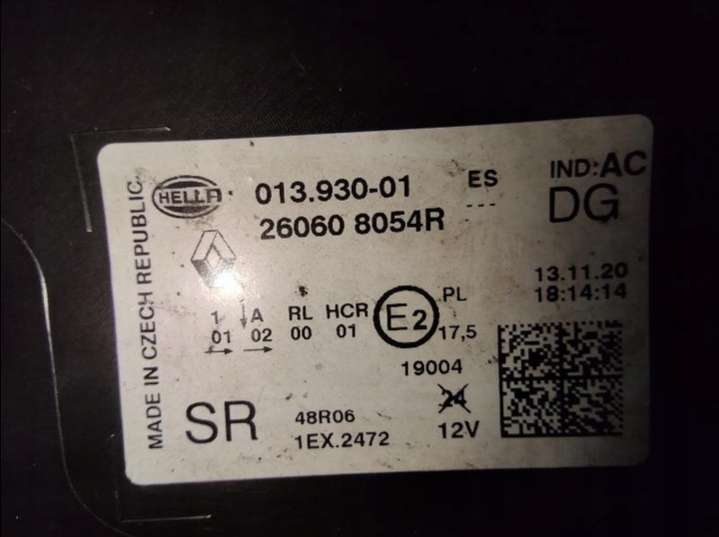 MADE IN CZECH REPUBLIC
HELLA
013.930-01
ES
---
26060 8054R
IND:AC
DG
13.11.20
18:14:14
1 A RL HCR E2 PL
01 02 00 01 17,5
19004
SR
48R06
1EX.2472
24
12V